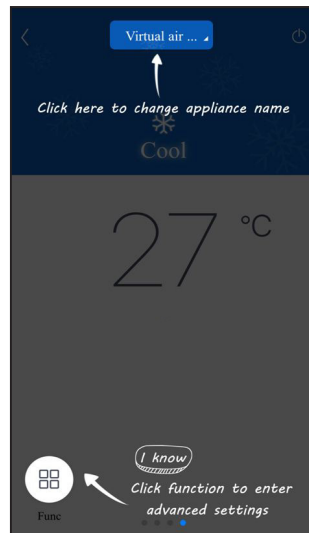 Virtual air ...
Click here to change appliance name
Cool
27 °C
I know
Click function to enter
advanced settings
Func